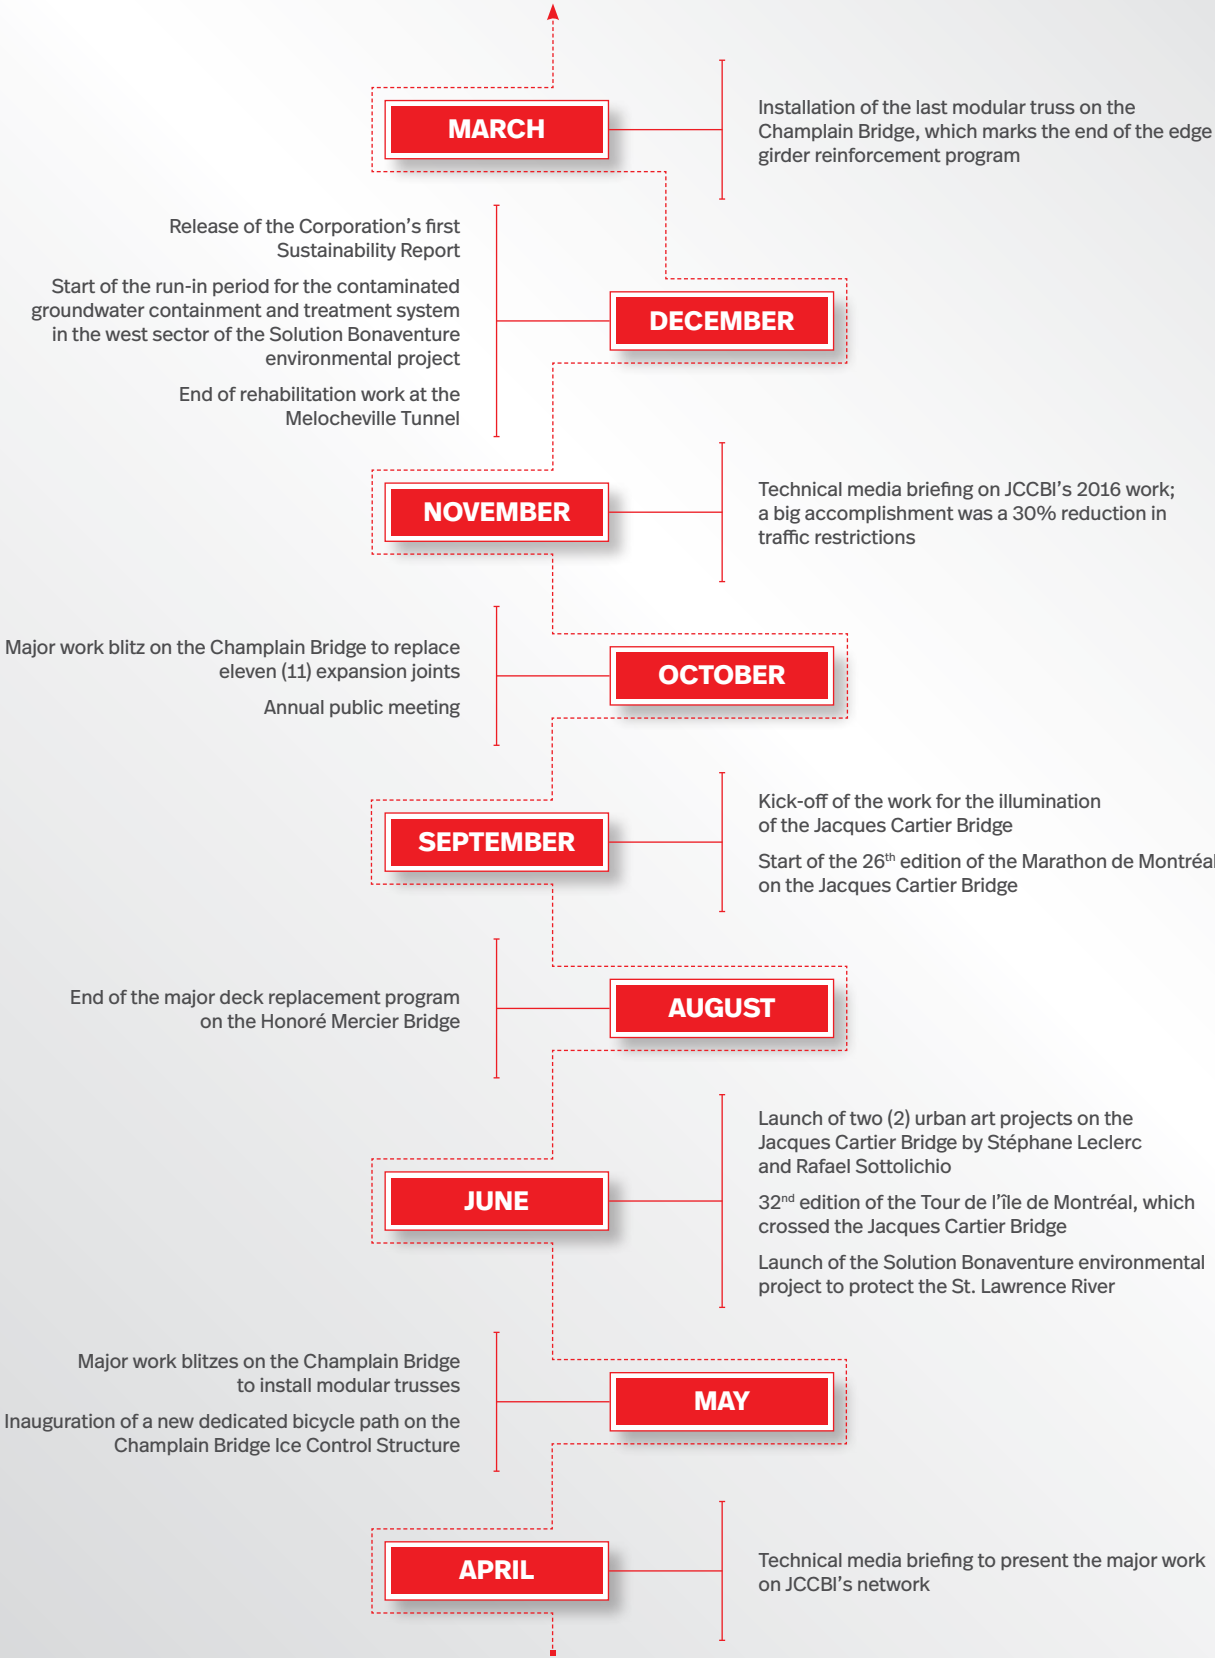 MARCH
Installation of the last modular truss on the
Champlain Bridge, which marks the end of the edge
girder reinforcement program
Release of the Corporation’s first
Sustainability Report
Start of the run-in period for the contaminated
groundwater containment and treatment system
in the west sector of the Solution Bonaventure
environmental project
End of rehabilitation work at the
Melocheville Tunnel
DECEMBER
NOVEMBER
Technical media briefing on JCCBI’s 2016 work;
a big accomplishment was a 30% reduction in
traffic restrictions
Major work blitz on the Champlain Bridge to replace
eleven (11) expansion joints
Annual public meeting
OCTOBER
SEPTEMBER
Kick-off of the work for the illumination
of the Jacques Cartier Bridge
Start of the 26th edition of the Marathon de Montréal
on the Jacques Cartier Bridge
End of the major deck replacement program
on the Honoré Mercier Bridge
AUGUST
JUNE
Launch of two (2) urban art projects on the
Jacques Cartier Bridge by Stéphane Leclerc
and Rafael Sottolichio
32nd edition of the Tour de l’île de Montréal, which
crossed the Jacques Cartier Bridge
Launch of the Solution Bonaventure environmental
project to protect the St. Lawrence River
Major work blitzes on the Champlain Bridge
to install modular trusses
Inauguration of a new dedicated bicycle path on the
Champlain Bridge Ice Control Structure
MAY
APRIL
Technical media briefing to present the major work
on JCCBI’s network